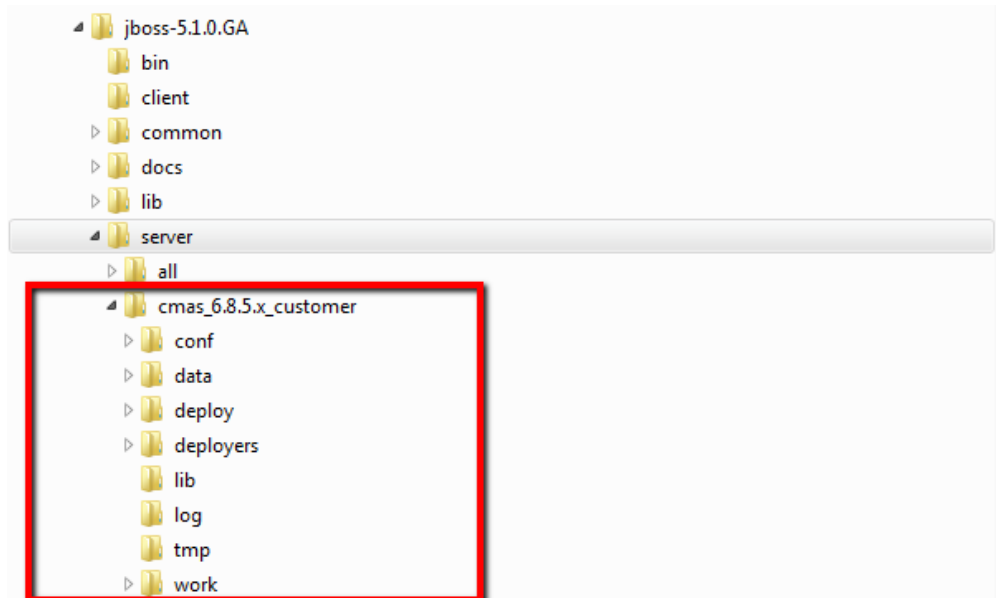 jboss-5.1.0.GA
bin
client
common
docs
lib
server
all
cmas_6.8.5.x_customer
conf
data
deploy
deployers
lib
log
tmp
work